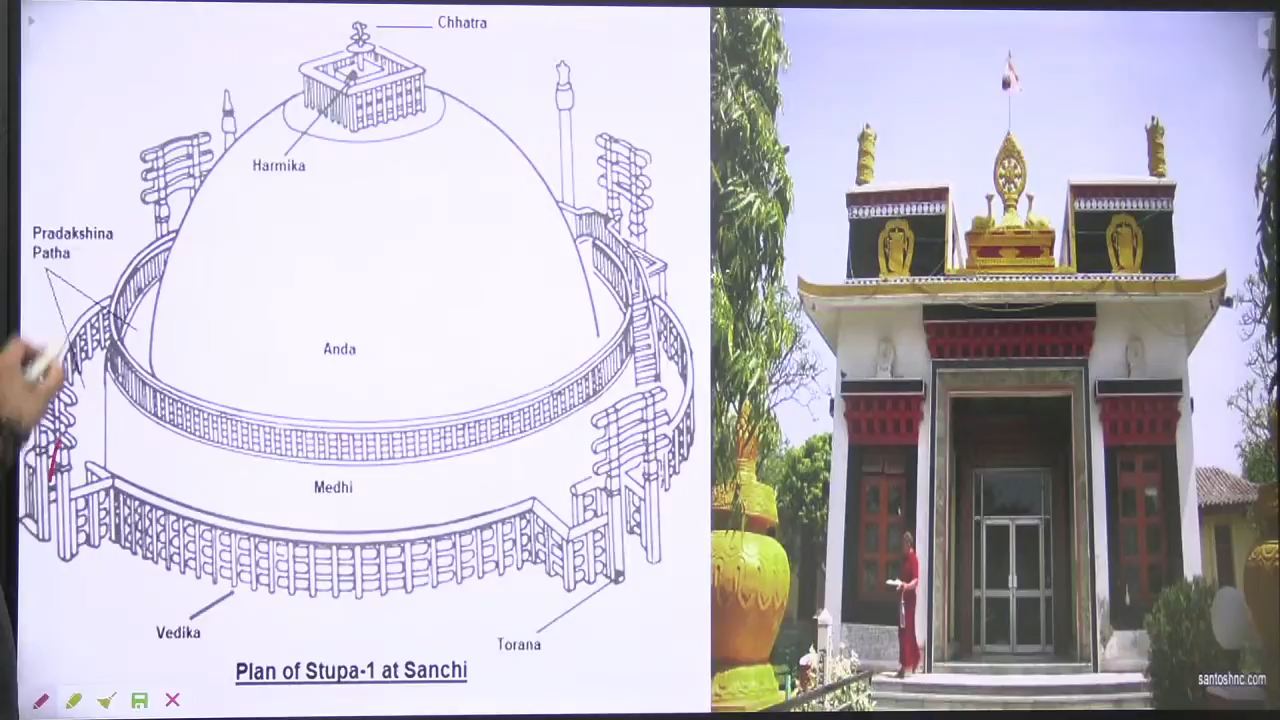 Chhatra
Harmika
Pradakshina
Patha
Anda
Medhi
Vedika
Torana
Plan of Stupa-1 at Sanchi
santoshnc.com